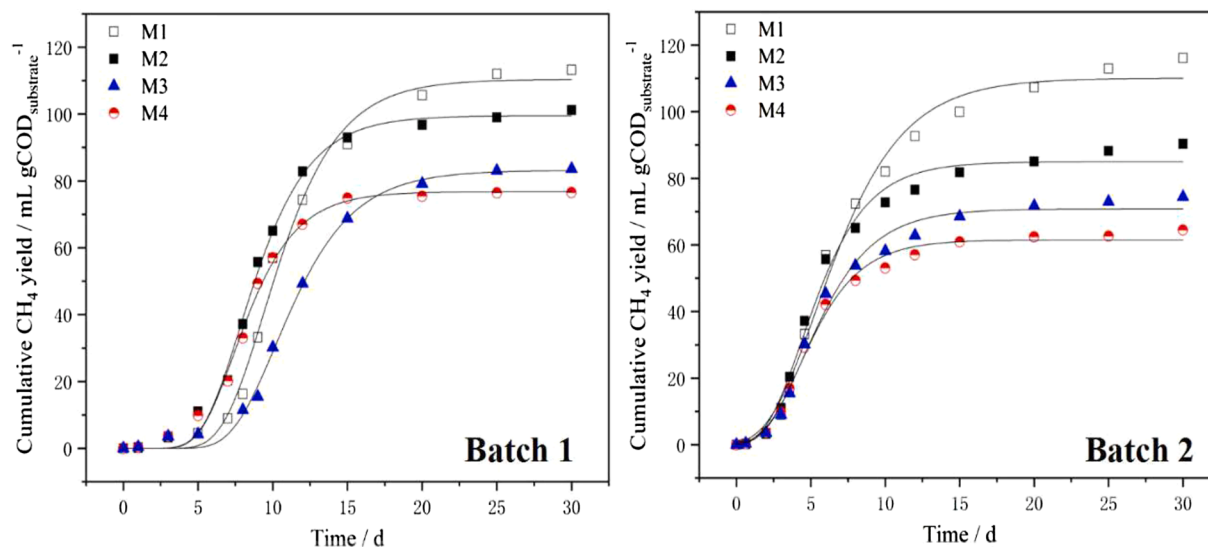 Cumulative CH₄ yield / mL gCOD_substrate⁻¹
120
100
80
60
40
20
0
M1
M2
M3
M4
Batch 1
0 5 10 15 20 25 30
Time / d
Cumulative CH₄ yield / mL gCOD_substrate⁻¹
120
100
80
60
40
20
0
M1
M2
M3
M4
Batch 2
0 5 10 15 20 25 30
Time / d